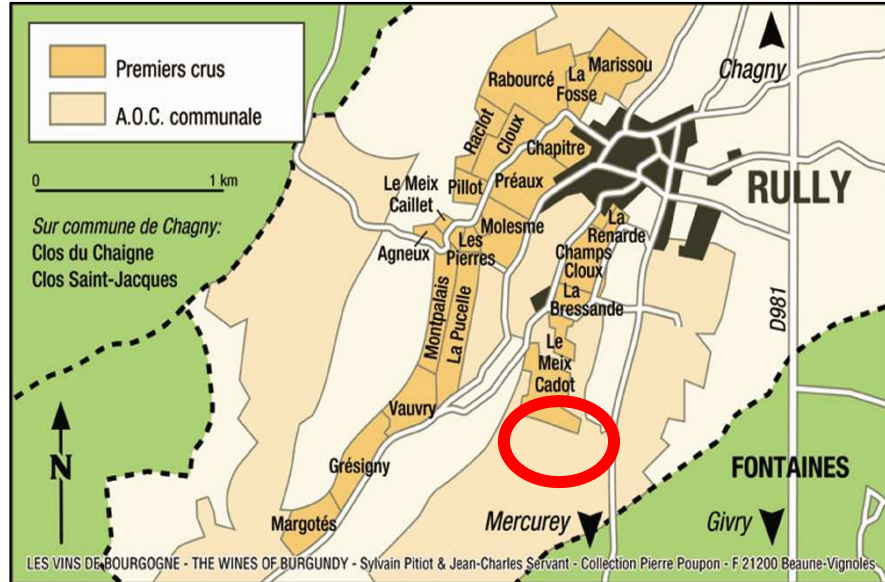 Premiers crus
A.O.C. communale
0 1 km
Sur commune de Chagny:
Clos du Chaigne
Clos Saint-Jacques
Rabourcé
La
Fosse
Marissou
Chagny
Raclot
Cloux
Chapitre
RULLY
Le Meix
Caillet
Pillot
Préaux
Agneux
Les
Pierres
Molesme
La
Renarde
Champs
Cloux
La
Bressande
Montpalais
La Pucelle
Le
Meix
Cadot
D981
Vauvry
Grésigny
Margotés
N
Mercurey
FONTAINES
Givry
LES VINS DE BOURGOGNE - THE WINES OF BURGUNDY - Sylvain Pitiot & Jean-Charles Servant - Collection Pierre Poupon - F 21200 Beaune-Vignoles